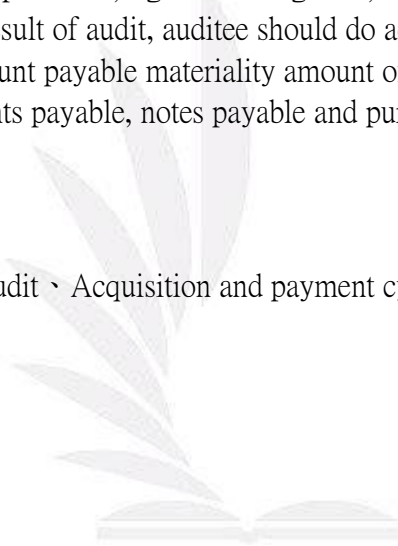 sult of audit, auditee should do
unt payable materiality amount
ts payable, notes payable and
udit、Acquisition and payment